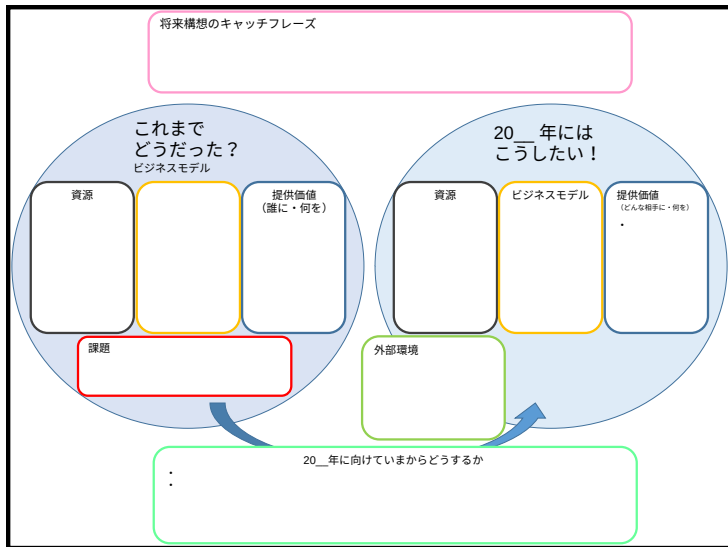 将来構想のキャッチフレーズ
これまで
どうだった？
ビジネスモデル
資源
提供価値
（誰に・何を）
課題
20__ 年には
こうしたい！
資源
ビジネスモデル
提供価値
（どんな相手に・何を）
・
外部環境
20__年に向けていまからどうするか
・
・